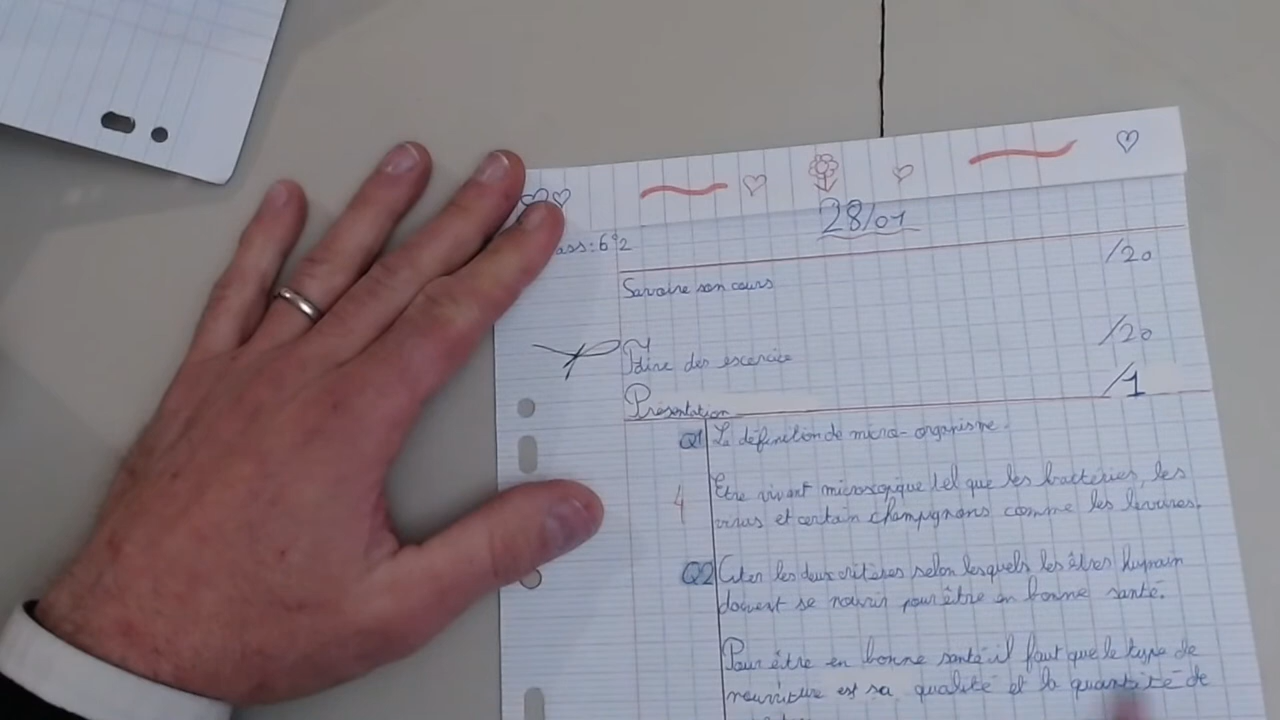 28/01
ass: 6°2
/20
Savoire son cours
/20
Faire des excercice
/1
Présentation
Q1 La définition de micro-organisme.
4 Etre vivant microscopique tel que les bactéries, les
virus et certain champignons comme les levures.
Q2 Citer les deux critères selon lesquels les êtres humain
doivent se nourir pour être en bonne santé.
Pour être en bonne santé il faut que le type de
nourriture est sa qualité et la quantité de